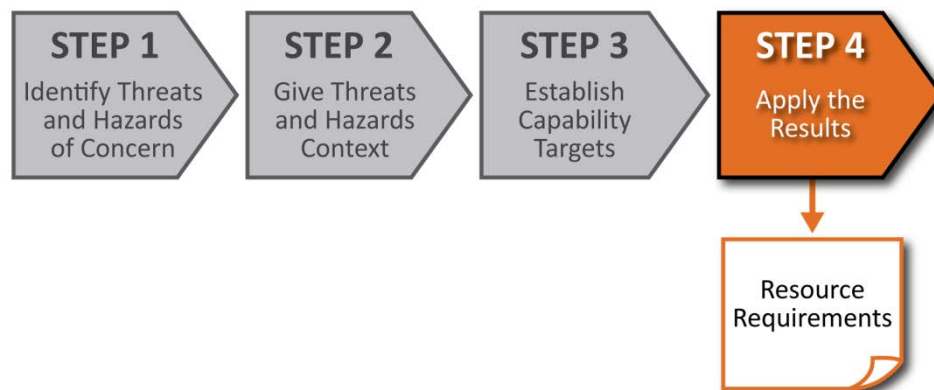 STEP 1
Identify Threats
and Hazards
of Concern
STEP 2
Give Threats
and Hazards
Context
STEP 3
Establish
Capability
Targets
STEP 4
Apply the
Results
Resource
Requirements